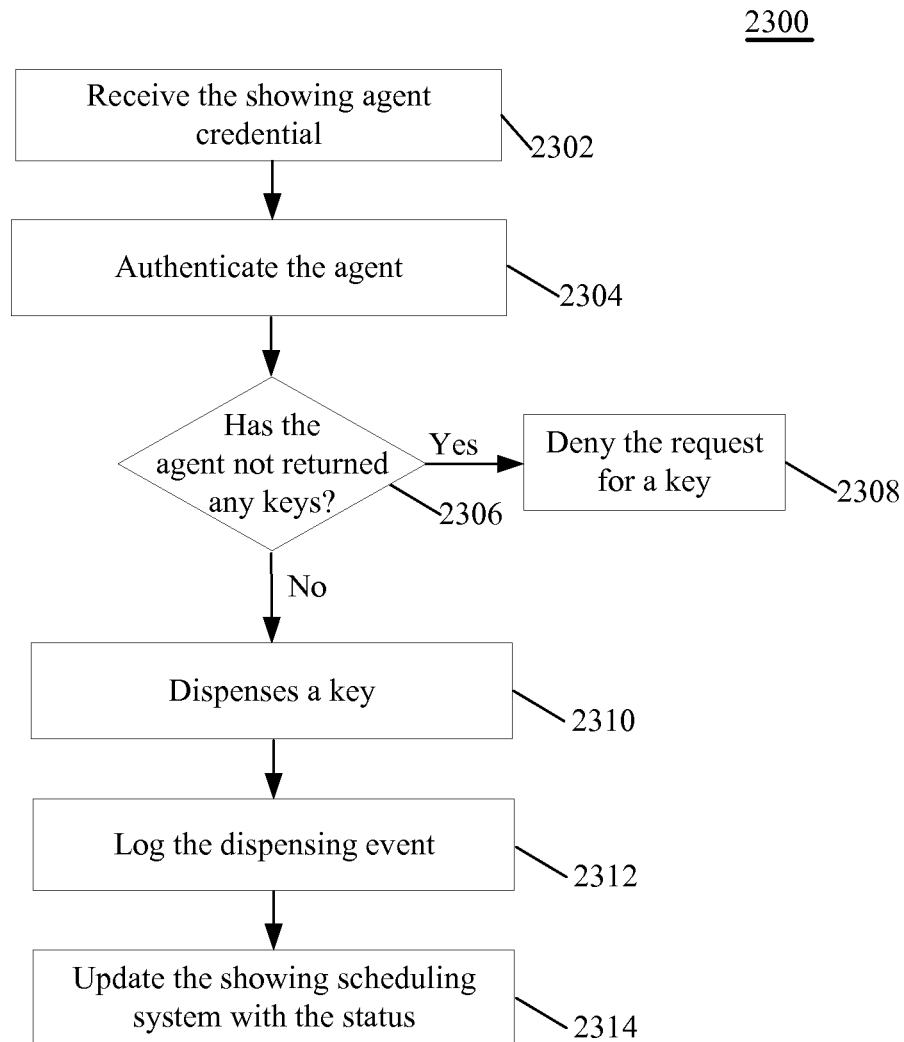 2300
Receive the showing agent
credential
2302
Authenticate the agent
2304
Has the
agent not returned
any keys?
2306
Yes
Deny the request
for a key
2308
No
Dispenses a key
2310
Log the dispensing event
2312
Update the showing scheduling
system with the status
2314